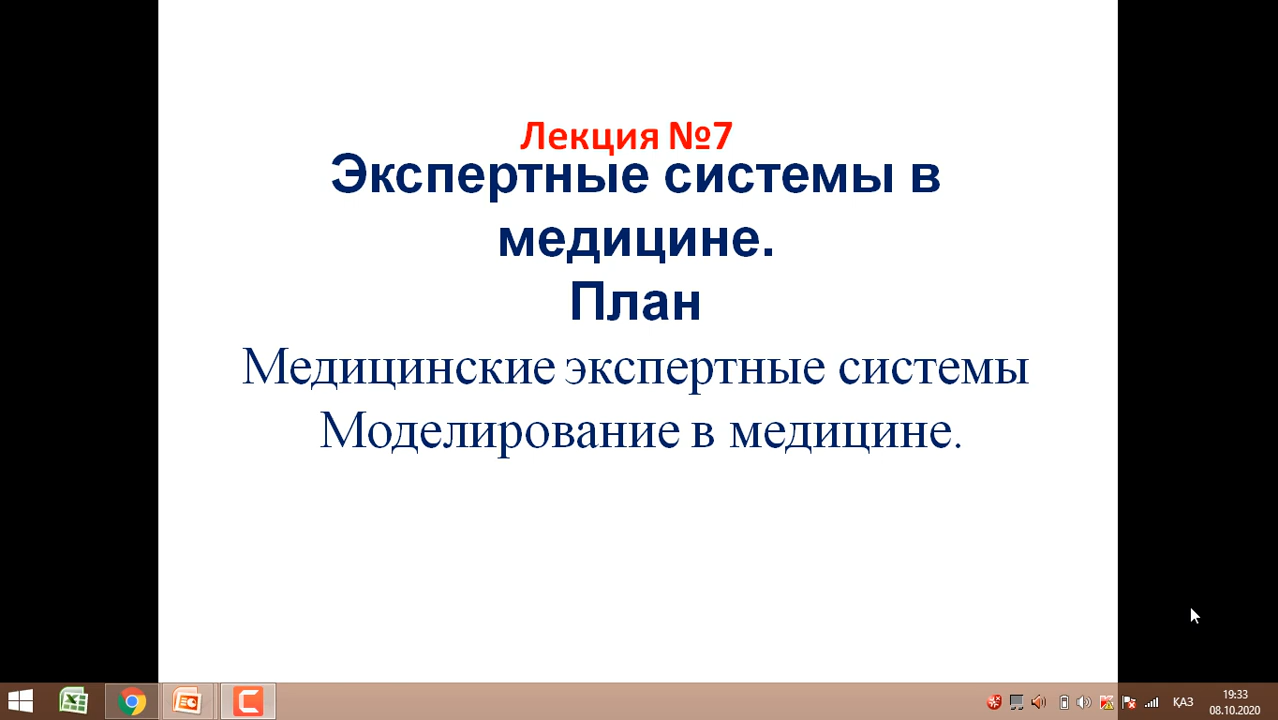 Лекция №7
Экспертные системы в
медицине.
План
Медицинские экспертные системы
Моделирование в медицине.
ҚАЗ
19:33
08.10.2020